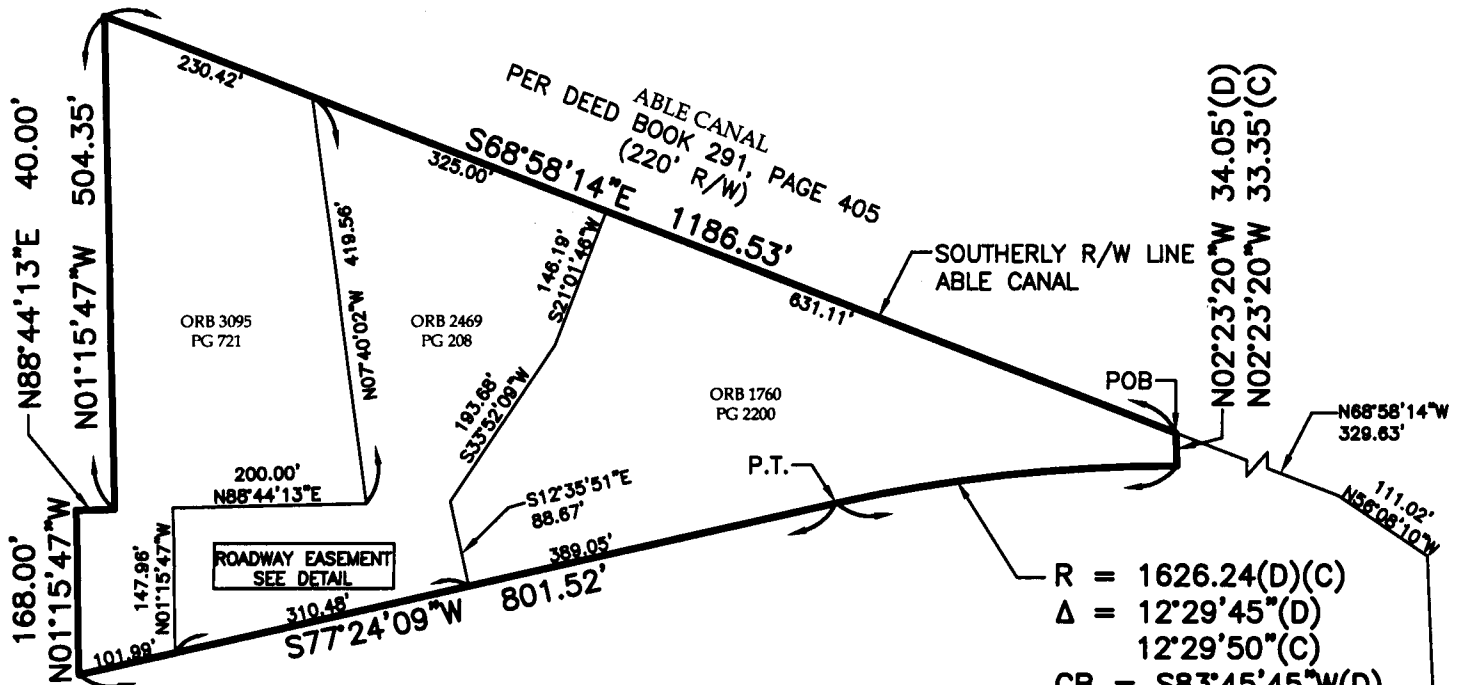 230.42'
PER DEED BOOK 291, PAGE 405
ABLE CANAL
(220' R/W)
S68°58'14"E 1186.53'
325.00'
631.11'
SOUTHERLY R/W LINE
ABLE CANAL
N02°23'20"W 34.05'(D)
N02°23'20"W 33.35'(C)
N88°44'13"E 40.00'
N01°15'47"W 504.35'
ORB 3095
PG 721
N07°40'02"W 419.56'
ORB 2469
PG 208
146.19'
S21°01'46"W
193.68'
S33°52'09"W
ORB 1760
PG 2200
POB
N68°58'14"W
329.63'
111.02'
N56°08'10"W
P.T.
200.00'
N88°44'13"E
S12°35'51"E
88.67'
168.00'
N01°15'47"W
147.96'
N01°15'47"W
ROADWAY EASEMENT
SEE DETAIL
389.05'
310.48'
101.99'
S77°24'09"W 801.52'
R = 1626.24(D)(C)
Δ = 12°29'45"(D)
12°29'50"(C)
CB = S83°45'45"W(D)